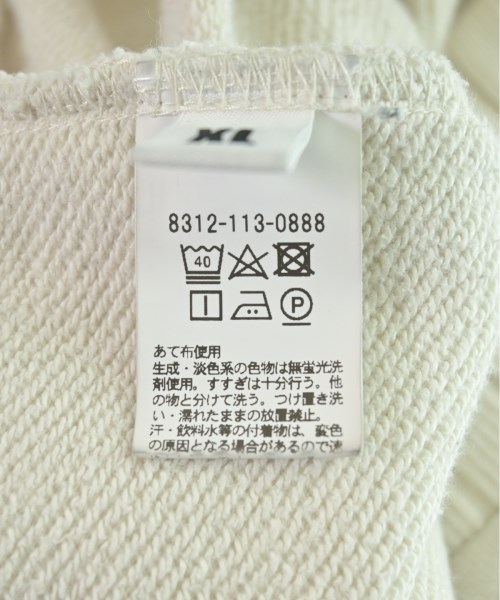 XL
8312-113-0888
40
P
あて布使用
生成・淡色系の色物は無蛍光洗
剤使用。すすぎは十分行う。他
の物と分けて洗う。つけ置き洗
い・濡れたままの放置禁止。
汗・飲料水等の付着物は、変色
の原因となる場合があるので速